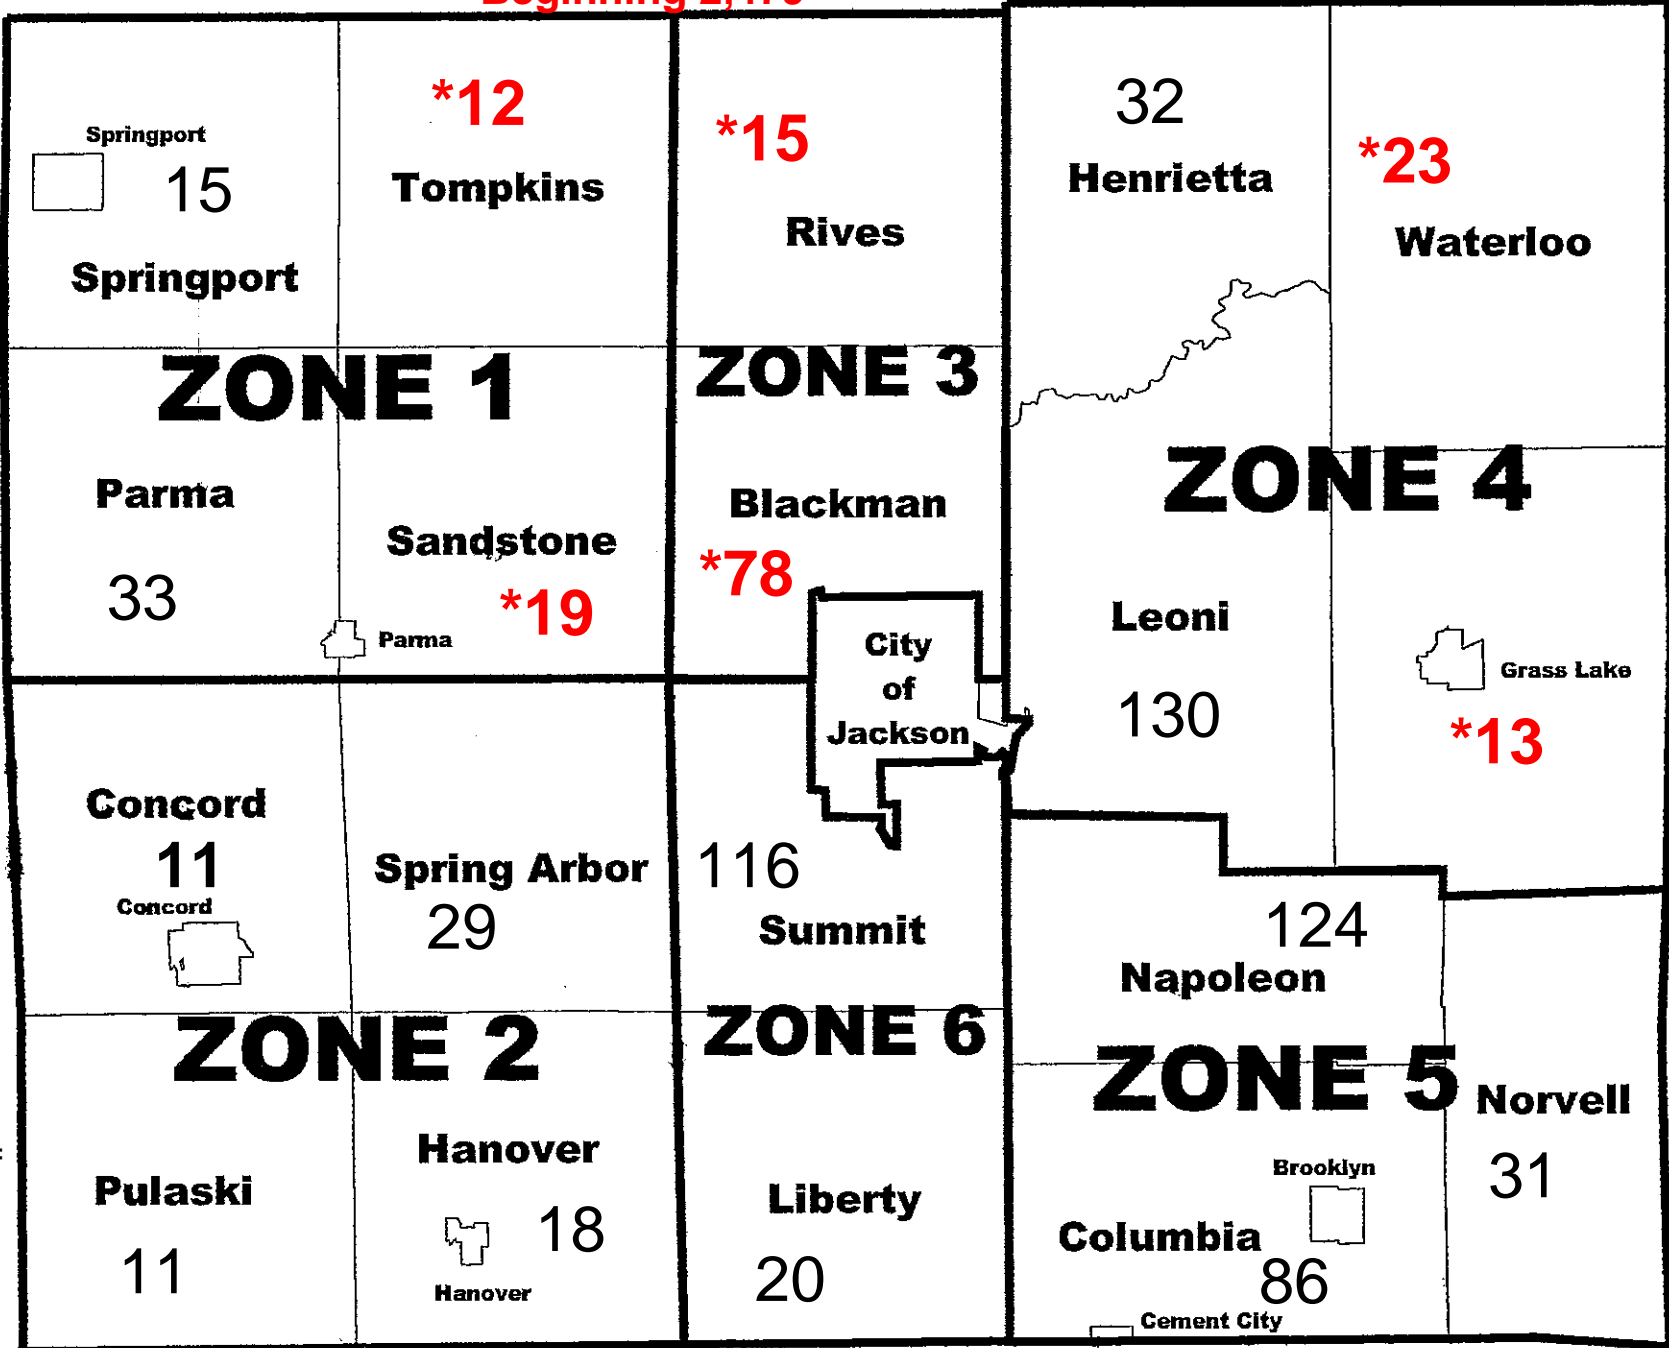 *12
*15
32
*23
Springport
15
Tompkins
Rives
Henrietta
Waterloo
Springport
ZONE 1
ZONE 3
ZONE 4
Parma
Blackman
Sandstone
*78
33
*19
Parma
Leoni
City
of
Jackson
Grass Lake
130
*13
Concord
11
Concord
Spring Arbor
29
116
Summit
124
Napoleon
ZONE 2
ZONE 6
ZONE 5
Norvell
31
Hanover
Pulaski
11
18
Hanover
Liberty
20
Brooklyn
Columbia
86
Cement City